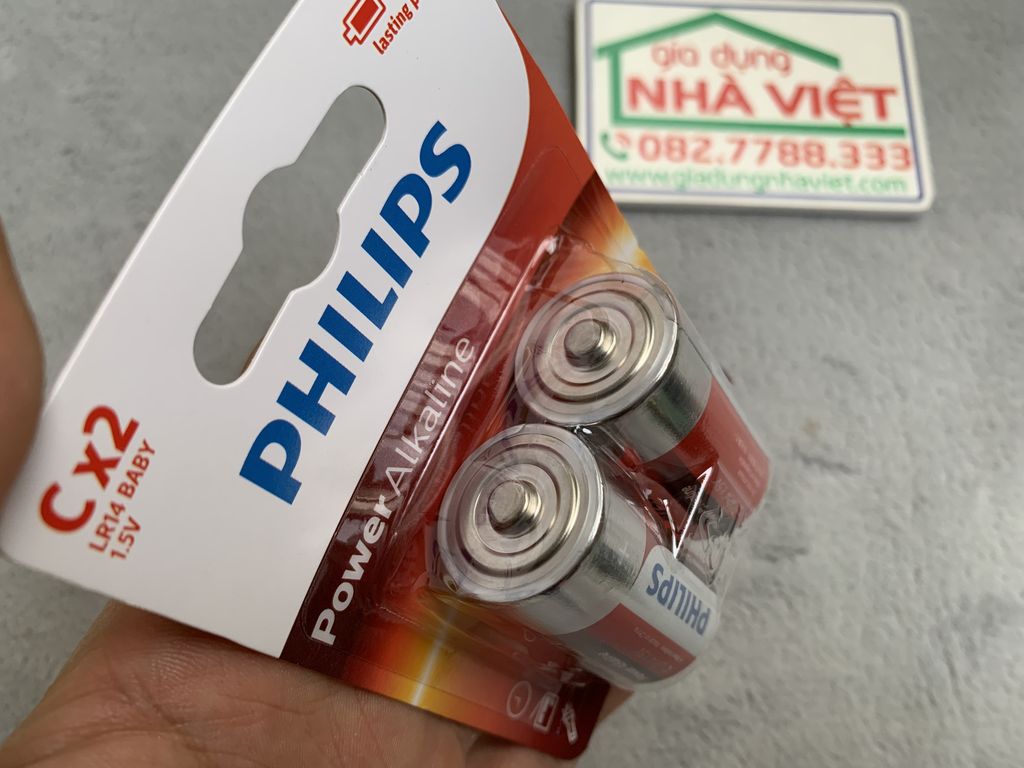 lasting
PHILIPS
Power Alkaline
C x2
LR14 BABY
1.5V
PHILIPS
gia dụng
NHÀ VIỆT
082.7788.333
www.giadungnhaviet.com